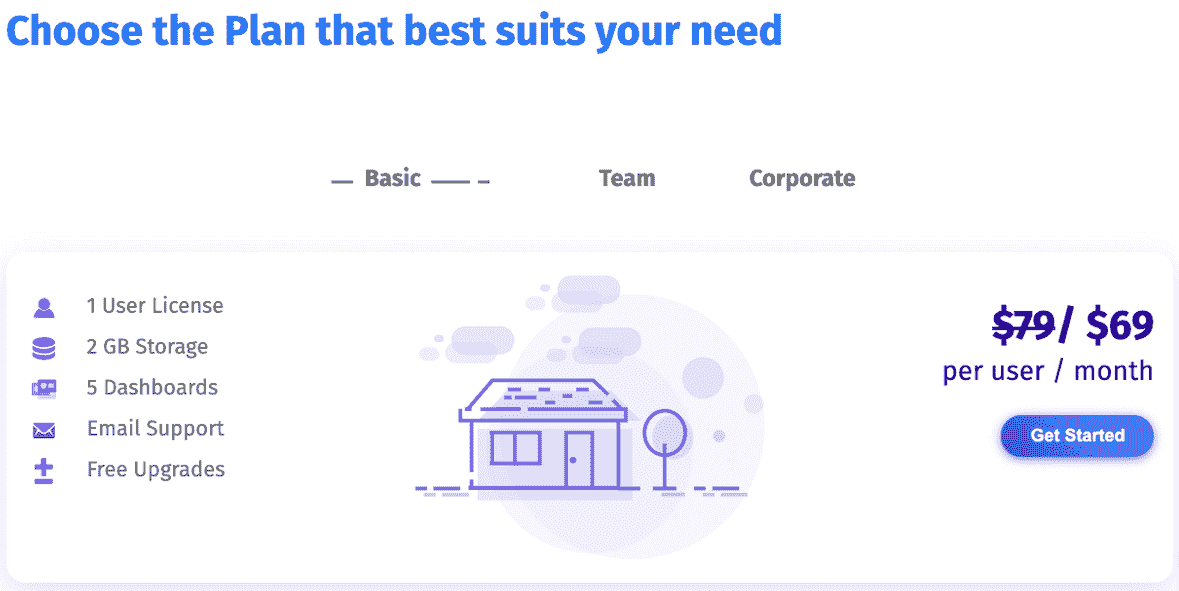 Choose the Plan that best suits your need
Basic
Team
Corporate
1 User License
2 GB Storage
5 Dashboards
Email Support
Free Upgrades
$79/ $69
per user / month
Get Started